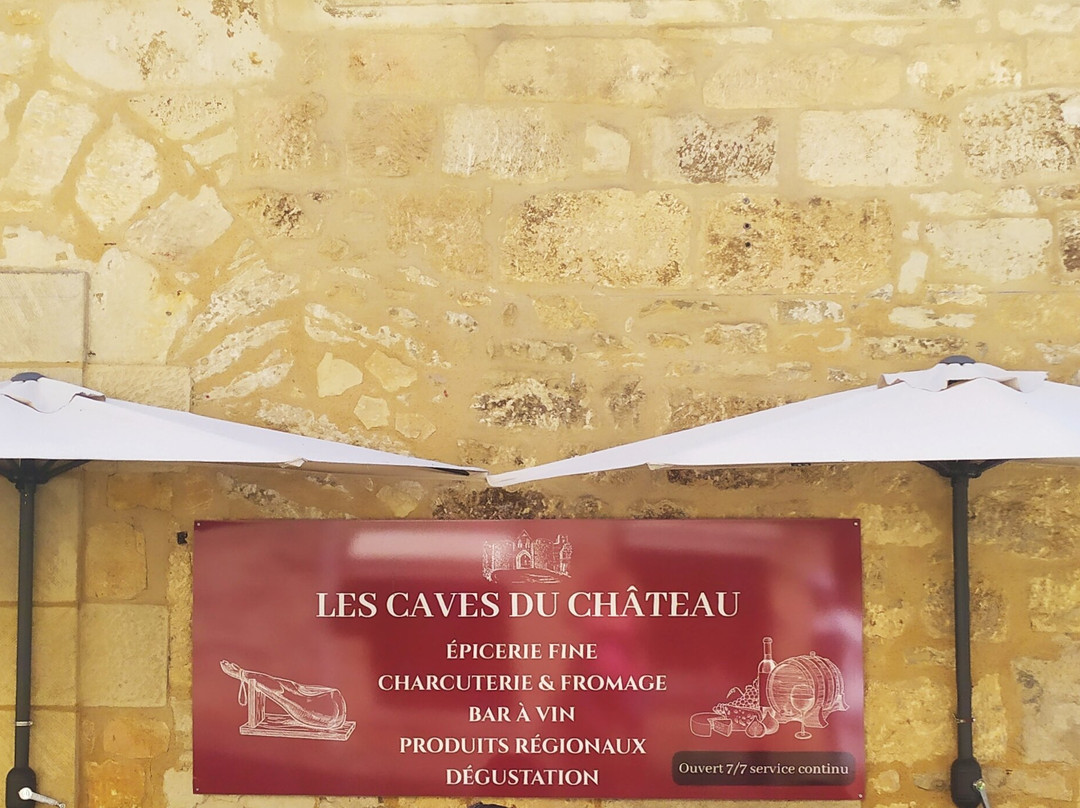 LES CAVES DU CHÂTEAU
ÉPICERIE FINE
CHARCUTERIE & FROMAGE
BAR À VIN
PRODUITS RÉGIONAUX
DÉGUSTATION
Ouvert 7/7 service continu